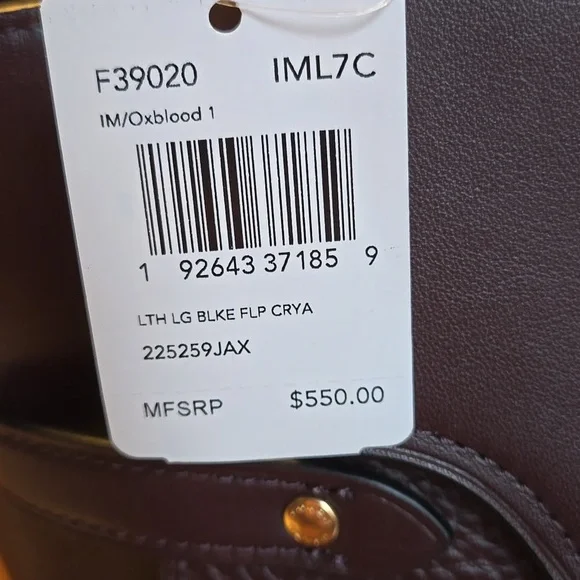 F39020 IML7C
IM/Oxblood 1
1 92643 37185 9
LTH LG BLKE FLP CRYA
225259JAX
MFSRP $550.00